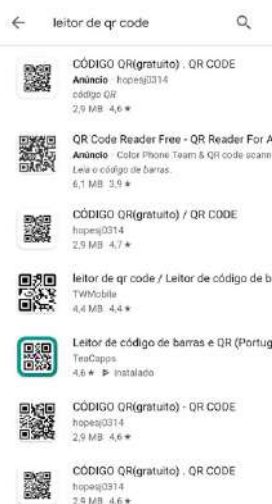 leitor de qr code
CÓDIGO QR(gratuito) . QR CODE
Anúncio · hopesj0314
código QR
2,9 MB 4,6 ★
QR Code Reader Free - QR Reader For A
Anúncio · Color Phone Team & QR code scann
Leia o código de barras.
6,1 MB 3,9 ★
CÓDIGO QR(gratuito) / QR CODE
hopesj0314
2,9 MB 4,7 ★
leitor de qr code / Leitor de código de b
TWMobile
4,4 MB 4,4 ★
Leitor de código de barras e QR (Portug
TeaCapps
4,6 ★ Instalado
CÓDIGO QR(gratuito) - QR CODE
hopesj0314
2,9 MB 4,6 ★
CÓDIGO QR(gratuito) . QR CODE
hopesj0314
2,9 MB 4,6 ★